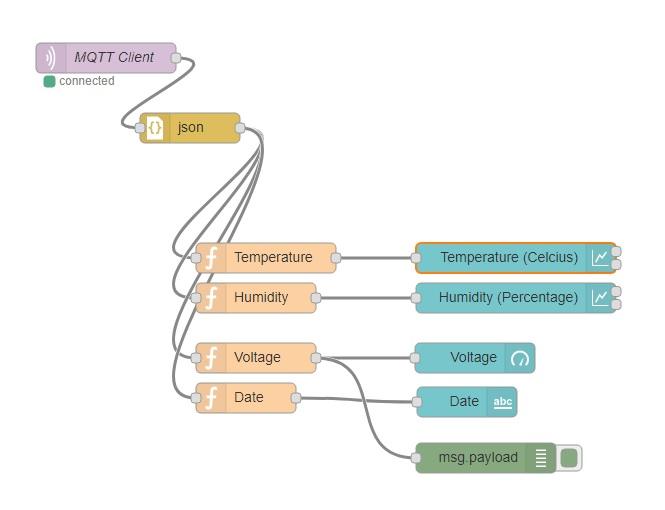 MQTT Client
connected
json
Temperature
Temperature (Celcius)
Humidity
Humidity (Percentage)
Voltage
Voltage
Date
Date
abc
msg.payload